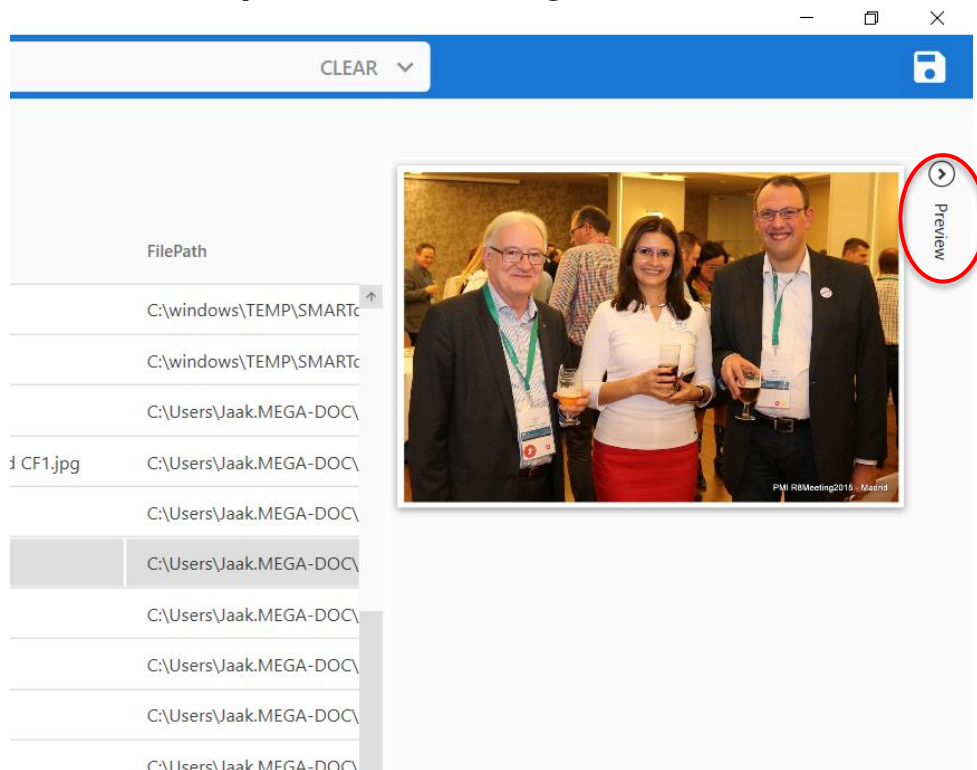 CLEAR
Preview
FilePath
C:\windows\TEMP\SMARTc
C:\windows\TEMP\SMARTc
C:\Users\Jaak.MEGA-DOC\
d CF1.jpg C:\Users\Jaak.MEGA-DOC\
C:\Users\Jaak.MEGA-DOC\
C:\Users\Jaak.MEGA-DOC\
C:\Users\Jaak.MEGA-DOC\
C:\Users\Jaak.MEGA-DOC\
C:\Users\Jaak.MEGA-DOC\
C:\Users\Jaak.MEGA-DOC\
PMI R8Meeting2015 - Madrid